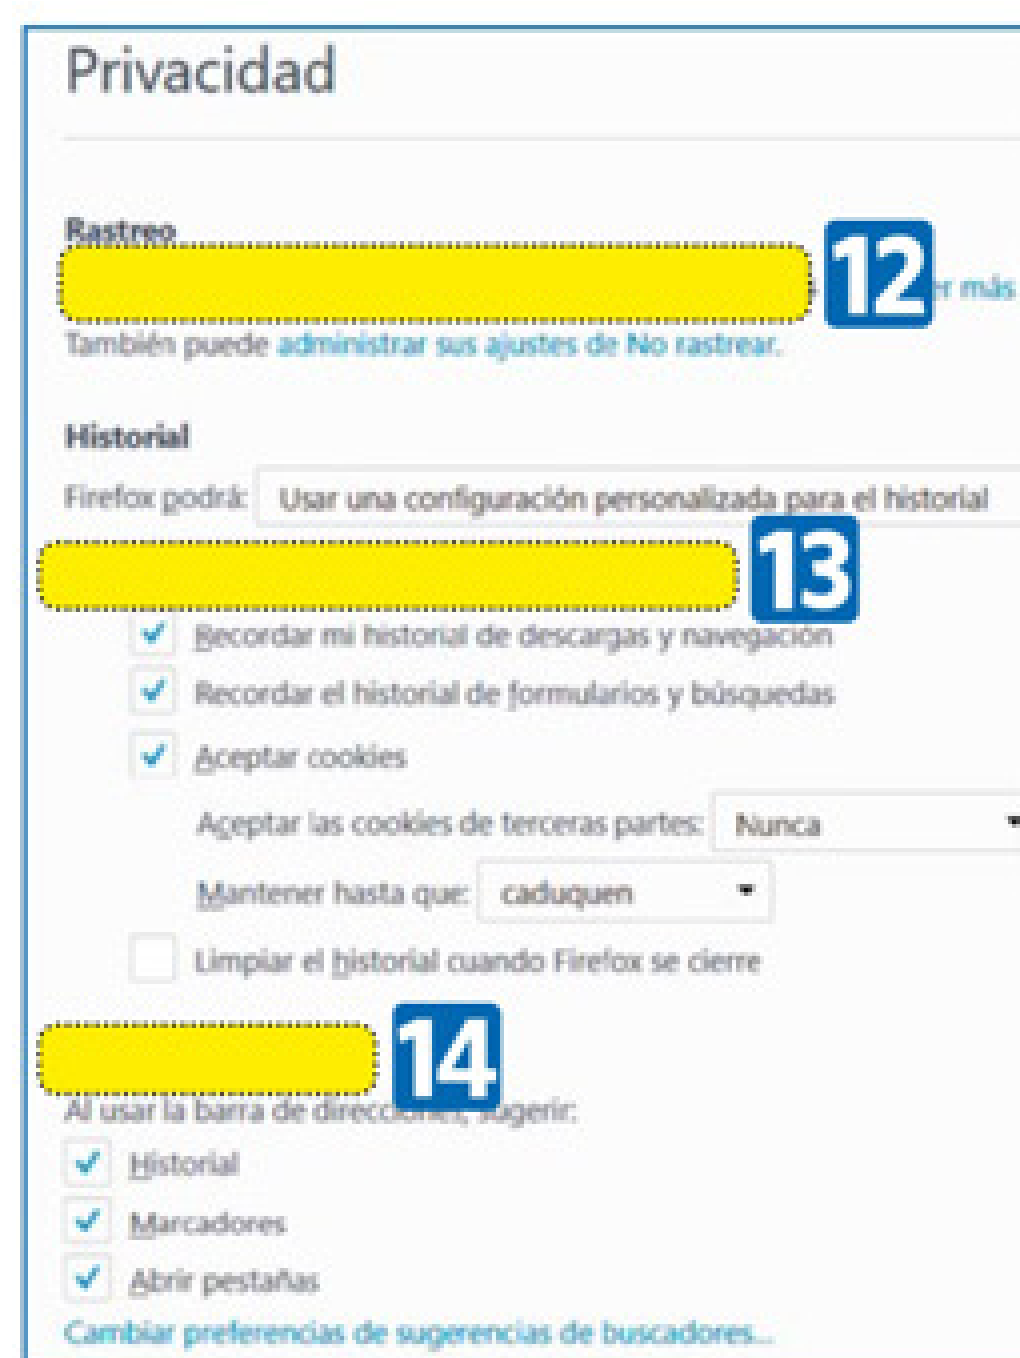 Privacidad
Rastreo
12
er más
También puede administrar sus ajustes de No rastrear.
Historial
Firefox podrá: Usar una configuración personalizada para el historial
13
Recordar mi historial de descargas y navegación
Recordar el historial de formularios y búsquedas
Aceptar cookies
Aceptar las cookies de terceras partes: Nunca
Mantener hasta que: caduquen
Limpiar el historial cuando Firefox se cierre
14
Al usar la barra de direcciones, sugerir:
Historial
Marcadores
Abrir pestañas
Cambiar preferencias de sugerencias de buscadores...